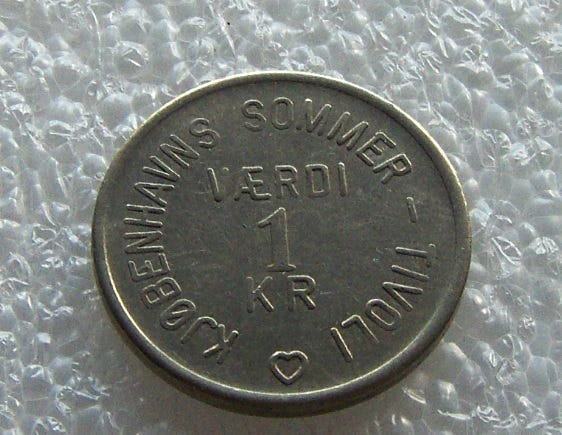 KJØBENHAVNS SOMMER - TIVOLI
VÆRDI
1
KR